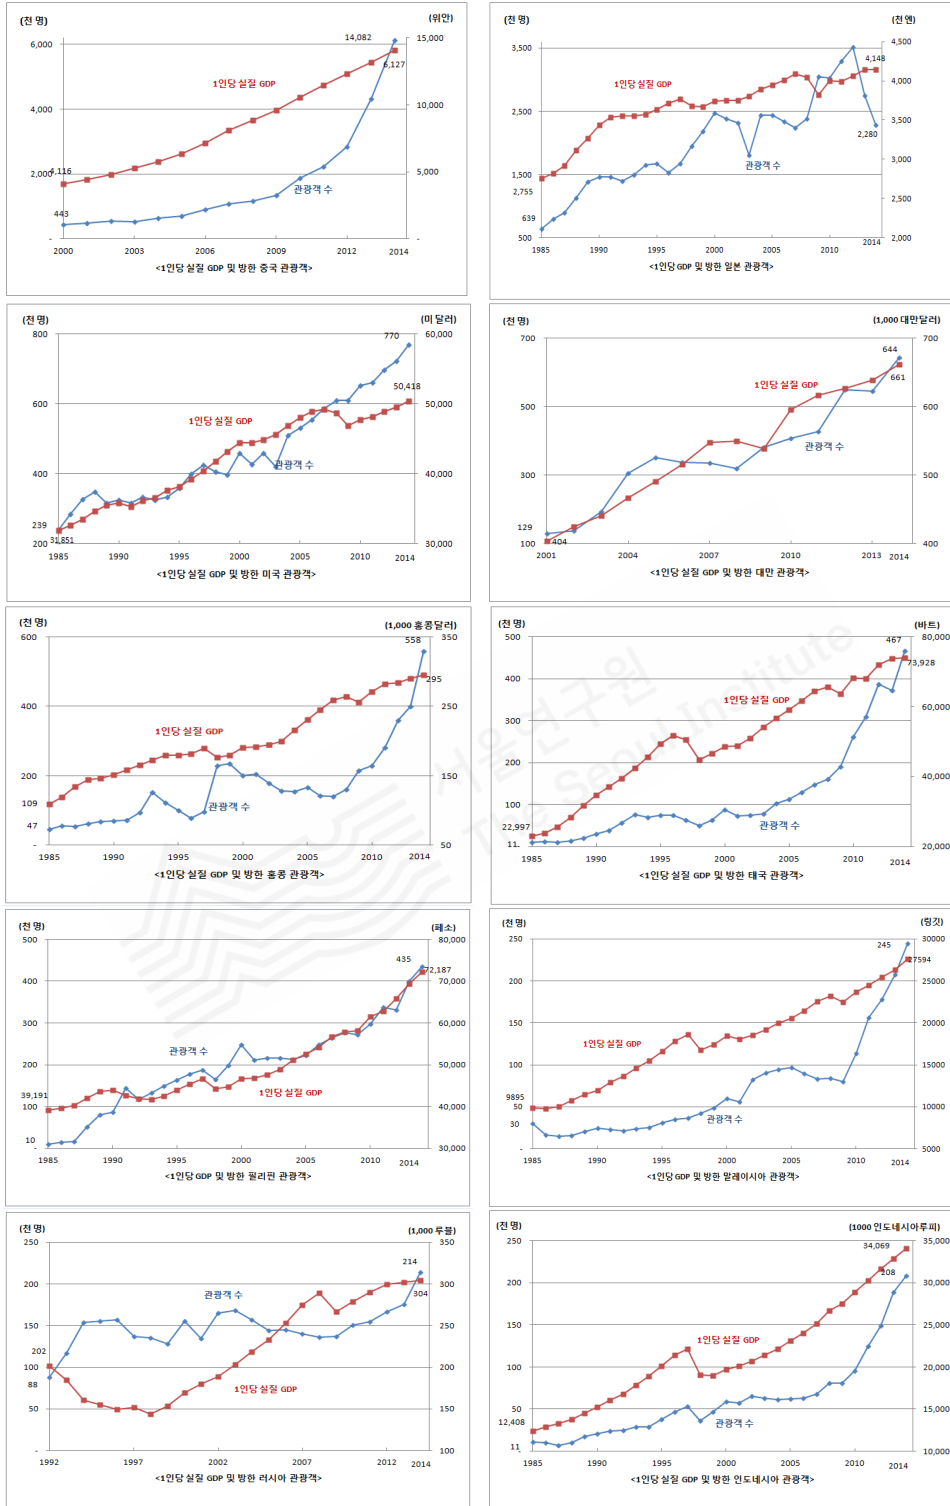 (천 명) (위안)
14,082
6,000 15,000
6,127
1인당 실질 GDP
4,000 10,000
4,116
2,000 5,000
관광객 수
443
- -
2000 2003 2006 2009 2012 2014
<1인당 실질 GDP 및 방한 중국 관광객>
(천 명) (천 엔)
4,500
3,500
4,148
4,000
1인당 실질 GDP
2,500 3,500
2,280
관광객 수
3,000
1,500
2,755
2,500
639
500 2,000
1985 1990 1995 2000 2005 2010 2014
<1인당 GDP 및 방한 일본 관광객>
(천 명) (미 달러)
800 770 60,000
50,418
600 50,000
1인당 실질 GDP
관광객 수
400 40,000
239
31,851
200 30,000
1985 1990 1995 2000 2005 2010 2014
<1인당 실질 GDP 및 방한 미국 관광객>
(천 명) (1,000 대만달러)
700 700
644
661
1인당 실질 GDP
500 600
관광객 수
300 500
129
404
100 400
2001 2004 2007 2010 2013 2014
<1인당 실질 GDP 및 방한 대만 관광객>
(천 명) (1,000 홍콩달러)
600 558 350
295
400 250
1인당 실질 GDP
200 150
109
관광객 수
47
- 50
1985 1990 1995 2000 2005 2010 2014
<1인당 실질 GDP 및 방한 홍콩 관광객>
(천 명) (바트)
500 467 80,000
73,928
400
1인당 실질 GDP
60,000
300
200 40,000
100
22,997
관광객 수
11
- 20,000
1985 1990 1995 2000 2005 2010 2014
<1인당 실질 GDP 및 방한 태국 관광객>
서울연구원
The Seoul Institute
(천 명) (페소)
500 80,000
435
72,187
400 70,000
300 60,000
관광객 수
200 50,000
39,191
1인당 실질 GDP
100 40,000
10
- 30,000
1985 1990 1995 2000 2005 2010 2014
<1인당 GDP 및 방한 필리핀 관광객>
(천 명) (링깃)
250 245 30000
27594
200 25000
150 20000
1인당 실질 GDP
100 15000
9895
50 10000
30
관광객 수
- 5000
1985 1990 1995 2000 2005 2010 2014
<1인당 GDP 및 방한 말레이시아 관광객>
(천 명) (1,000 루블)
250 350
214
200 300
관광객 수
304
150 250
202
100 200
88
1인당 실질 GDP
50 150
- 100
1992 1997 2002 2007 2012 2014
<1인당 실질 GDP 및 방한 러시아 관광객>
(천 명) (1000 인도네시아루피)
250 34,069 35,000
208
200 30,000
150 25,000
1인당 실질 GDP
100 20,000
50 15,000
12,408
관광객 수
11
- 10,000
1985 1990 1995 2000 2005 2010 2014
<1인당 실질 GDP 및 방한 인도네시아 관광객>